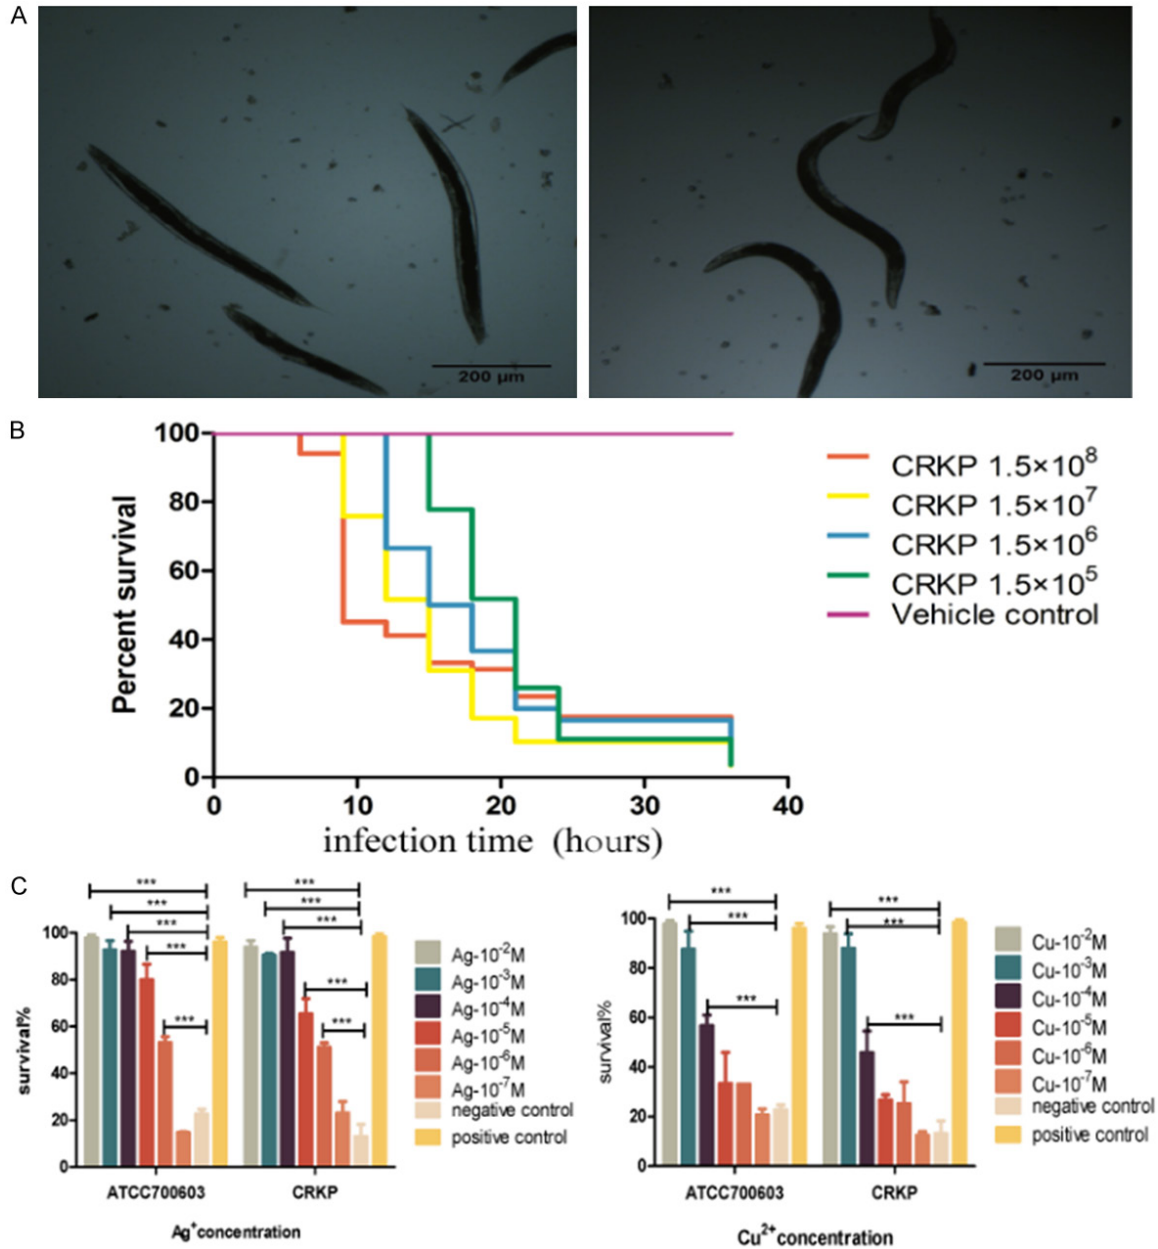 A
200 µm
200 µm
B
100
80
60
40
20
0
Percent survival
0 10 20 30 40
infection time (hours)
CRKP 1.5×10⁸
CRKP 1.5×10⁷
CRKP 1.5×10⁶
CRKP 1.5×10⁵
Vehicle control
C
*** ***
*** ***
*** ***
***
***
***
***
100
80
60
40
20
0
survival%
ATCC700603 CRKP
Ag⁺concentration
Ag-10⁻²M
Ag-10⁻³M
Ag-10⁻⁴M
Ag-10⁻⁵M
Ag-10⁻⁶M
Ag-10⁻⁷M
negative control
positive control
*** ***
*** ***
***
***
100
80
60
40
20
0
survival%
ATCC700603 CRKP
Cu²⁺concentration
Cu-10⁻²M
Cu-10⁻³M
Cu-10⁻⁴M
Cu-10⁻⁵M
Cu-10⁻⁶M
Cu-10⁻⁷M
negative control
positive control